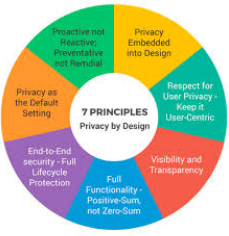 Proactive not
Reactive;
Preventative
not Remdial
Privacy
Embedded
into Design
Respect for
User Privacy -
Keep it
User-Centric
Visibility and
Transparency
Full
Functionality -
Positive-Sum,
not Zero-Sum
End-to-End
security - Full
Lifecycle
Protection
Privacy as
the Default
Setting
7 PRINCIPLES
Privacy by Design